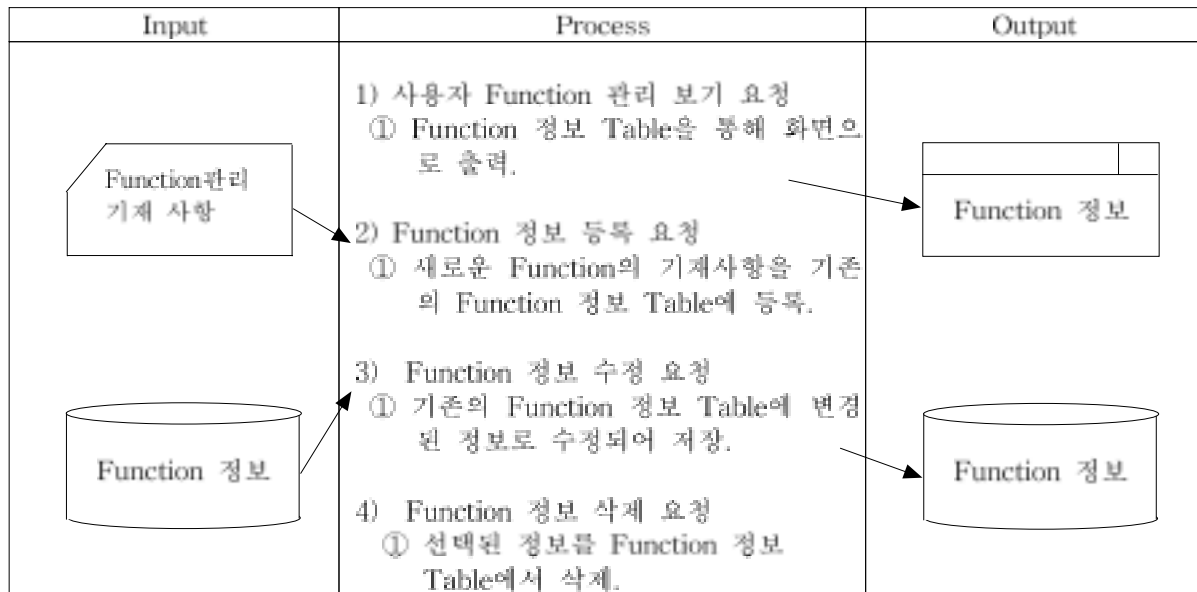 Input
Process
Output
Function관리
기재 사항
Function 정보
1) 사용자 Function 관리 보기 요청
① Function 정보 Table을 통해 화면으
로 출력.
2) Function 정보 등록 요청
① 새로운 Function의 기재사항을 기존
의 Function 정보 Table에 등록.
3) Function 정보 수정 요청
① 기존의 Function 정보 Table에 변경
된 정보로 수정되어 저장.
4) Function 정보 삭제 요청
① 선택된 정보를 Function 정보
Table에서 삭제.
Function 정보
Function 정보